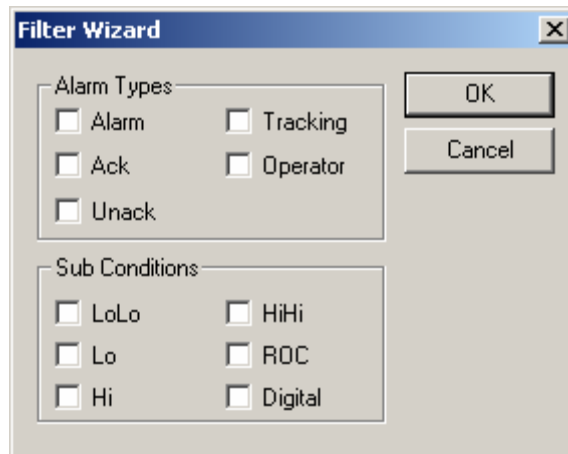 Filter Wizard
Alarm Types
Alarm Tracking
Ack Operator
Unack
OK
Cancel
Sub Conditions
LoLo HiHi
Lo ROC
Hi Digital